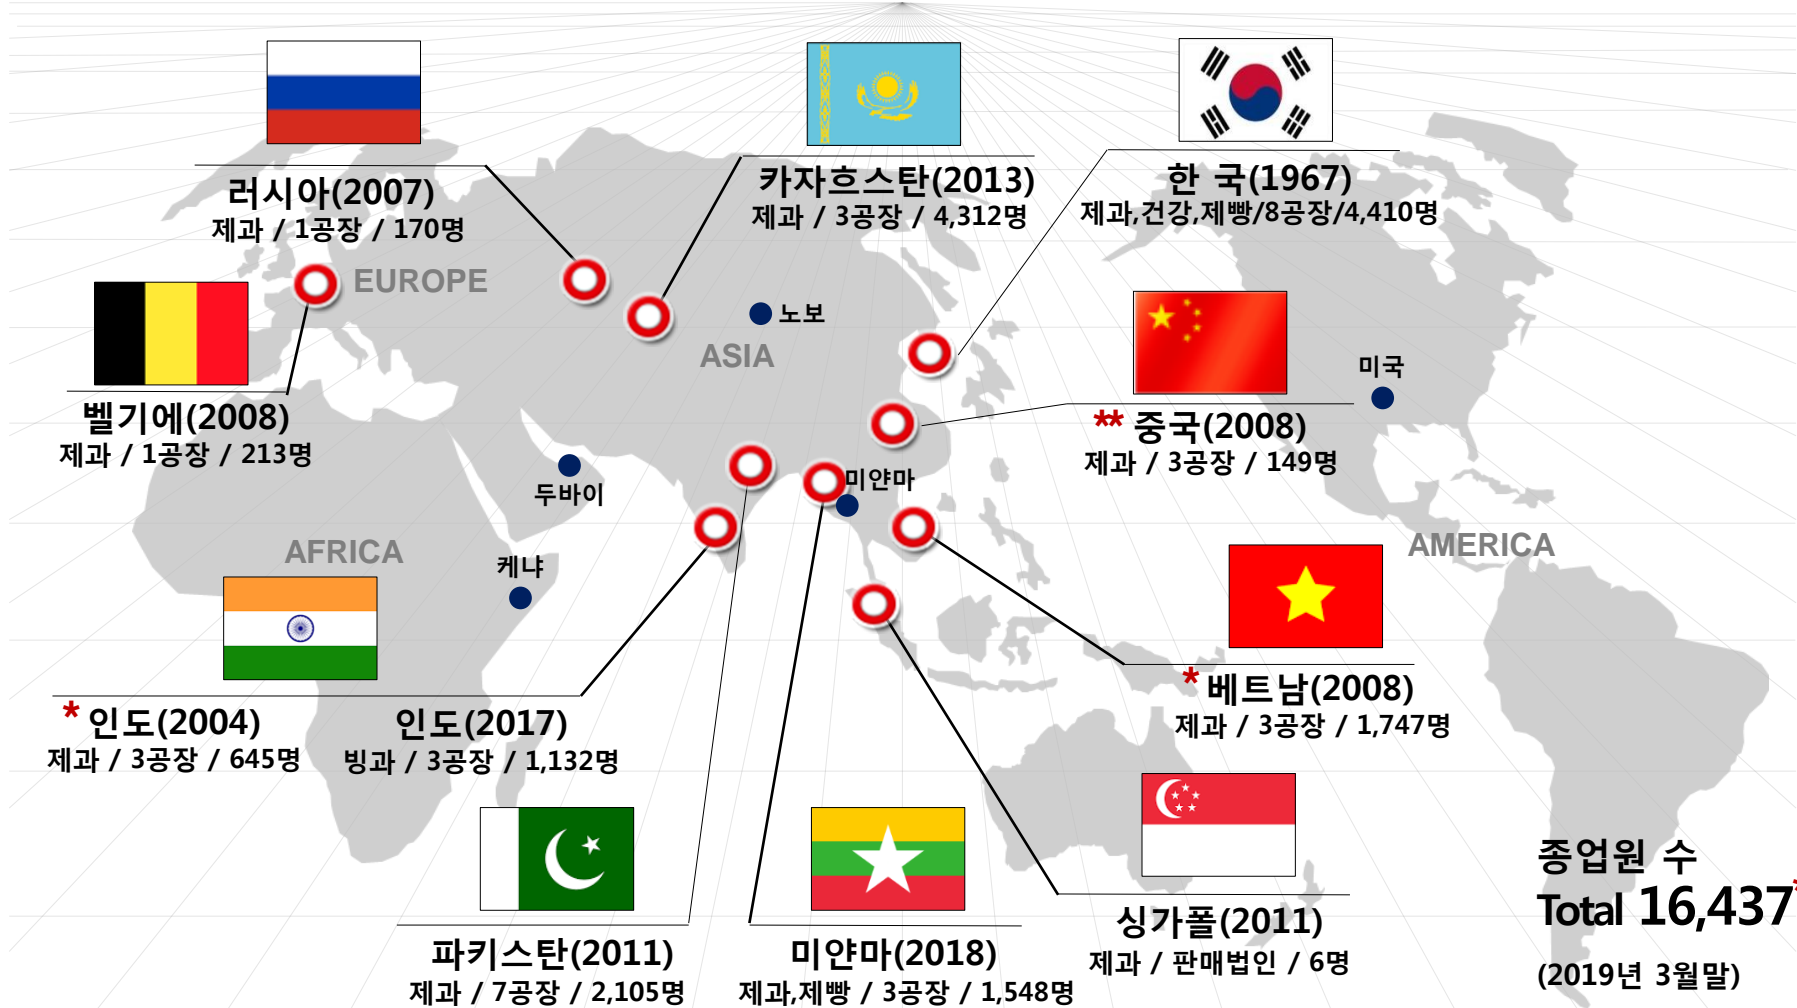 러시아(2007)
제과 / 1공장 / 170명
카자흐스탄(2013)
제과 / 3공장 / 4,312명
한 국(1967)
제과,건강,제빵/8공장/4,410명
EUROPE
노보
ASIA
벨기에(2008)
제과 / 1공장 / 213명
미국
** 중국(2008)
제과 / 3공장 / 149명
두바이
미얀마
AFRICA
케냐
AMERICA
* 인도(2004)
제과 / 3공장 / 645명
인도(2017)
빙과 / 3공장 / 1,132명
* 베트남(2008)
제과 / 3공장 / 1,747명
파키스탄(2011)
제과 / 7공장 / 2,105명
미얀마(2018)
제과,제빵 / 3공장 / 1,548명
싱가폴(2011)
제과 / 판매법인 / 6명
종업원 수
Total 16,437*
(2019년 3월말)